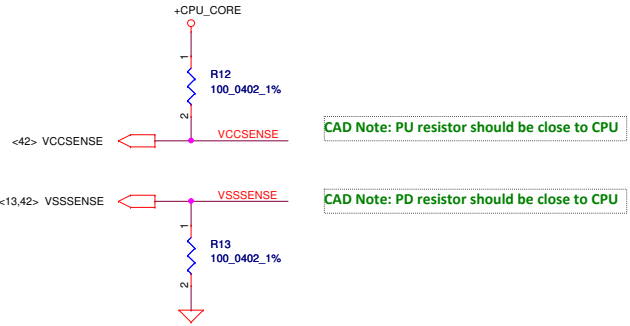 +CPU_CORE
1
R12
100_0402_1%
2
<42> VCCSENSE
VCCSENSE
CAD Note: PU resistor should be close to CPU
<13,42> VSSSENSE
VSSSENSE
CAD Note: PD resistor should be close to CPU
1
R13
100_0402_1%
2